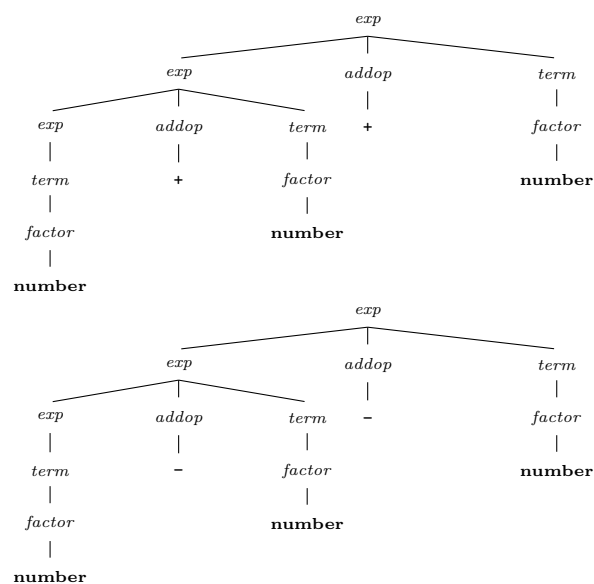 exp
exp addop term
exp addop term + factor
term + factor number
factor number
number
exp
exp addop term
exp addop term − factor
term − factor number
factor number
number